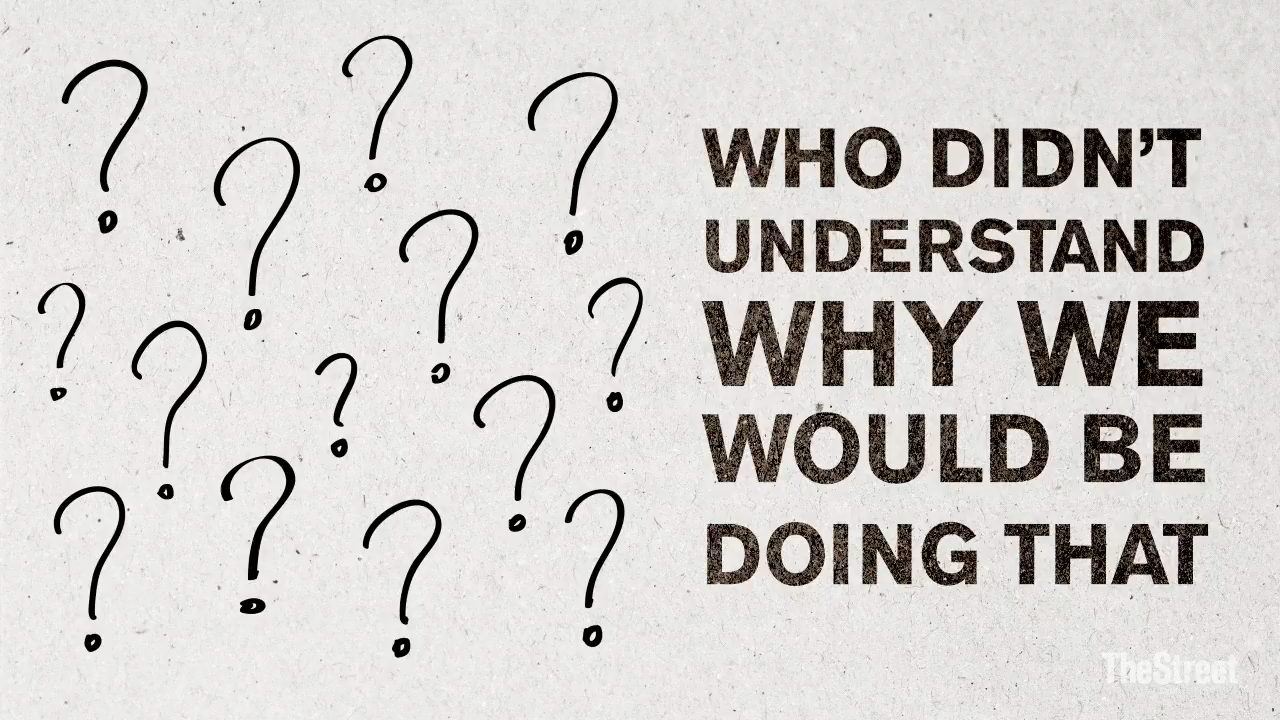 WHO DIDN’T
UNDERSTAND
WHY WE
WOULD BE
DOING THAT
TheStreet